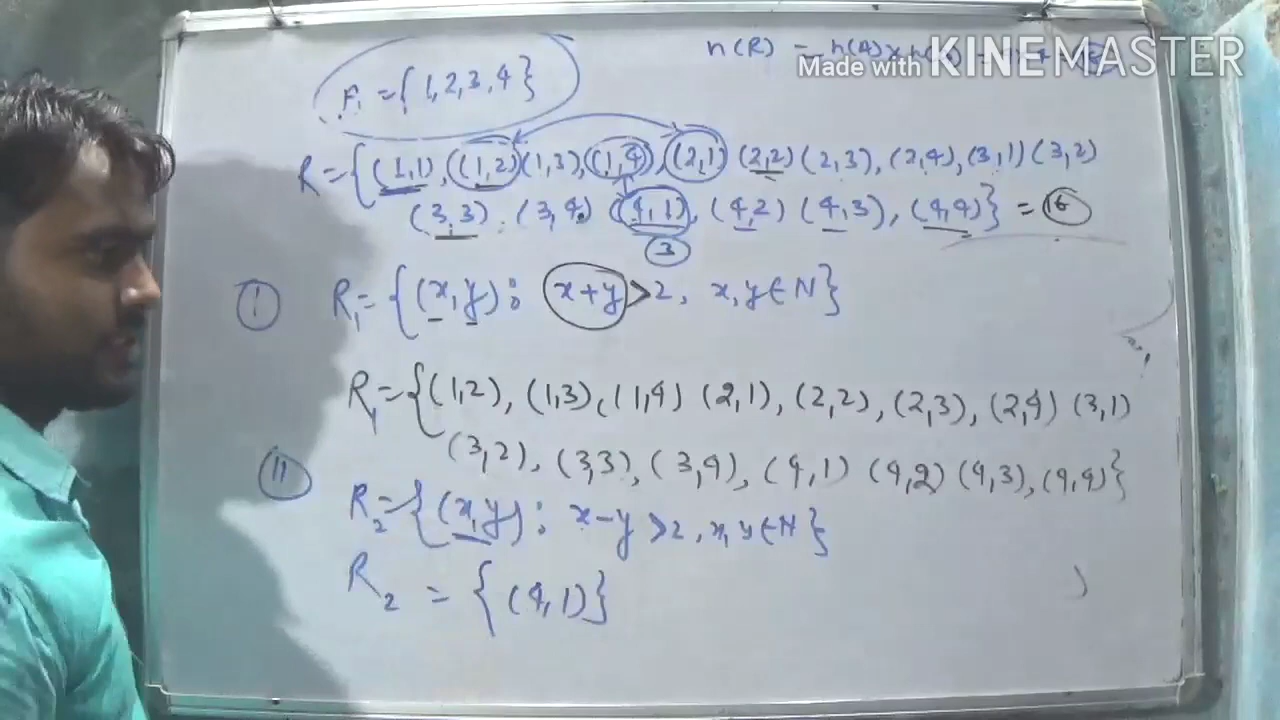 n(R) = n(A)x
Made with KINEMASTER
A = {1,2,3,4}
R = {(1,1), (1,2) (1,3), (1,4), (2,1) (2,2) (2,3), (2,4), (3,1) (3,2)
(3,3) (3,4) (4,1), (4,2) (4,3), (4,4)} = 16
3
I R₁ = {(x,y): x+y > 2, x,y ∈ N}
R₁ = {(1,2), (1,3), (1,4) (2,1), (2,2), (2,3), (2,4) (3,1)
(3,2), (3,3), (3,4), (4,1) (4,2) (4,3), (4,4)}
II R₂ = {(x,y): x-y > 2, x,y ∈ N}
R₂ = {(4,1)}